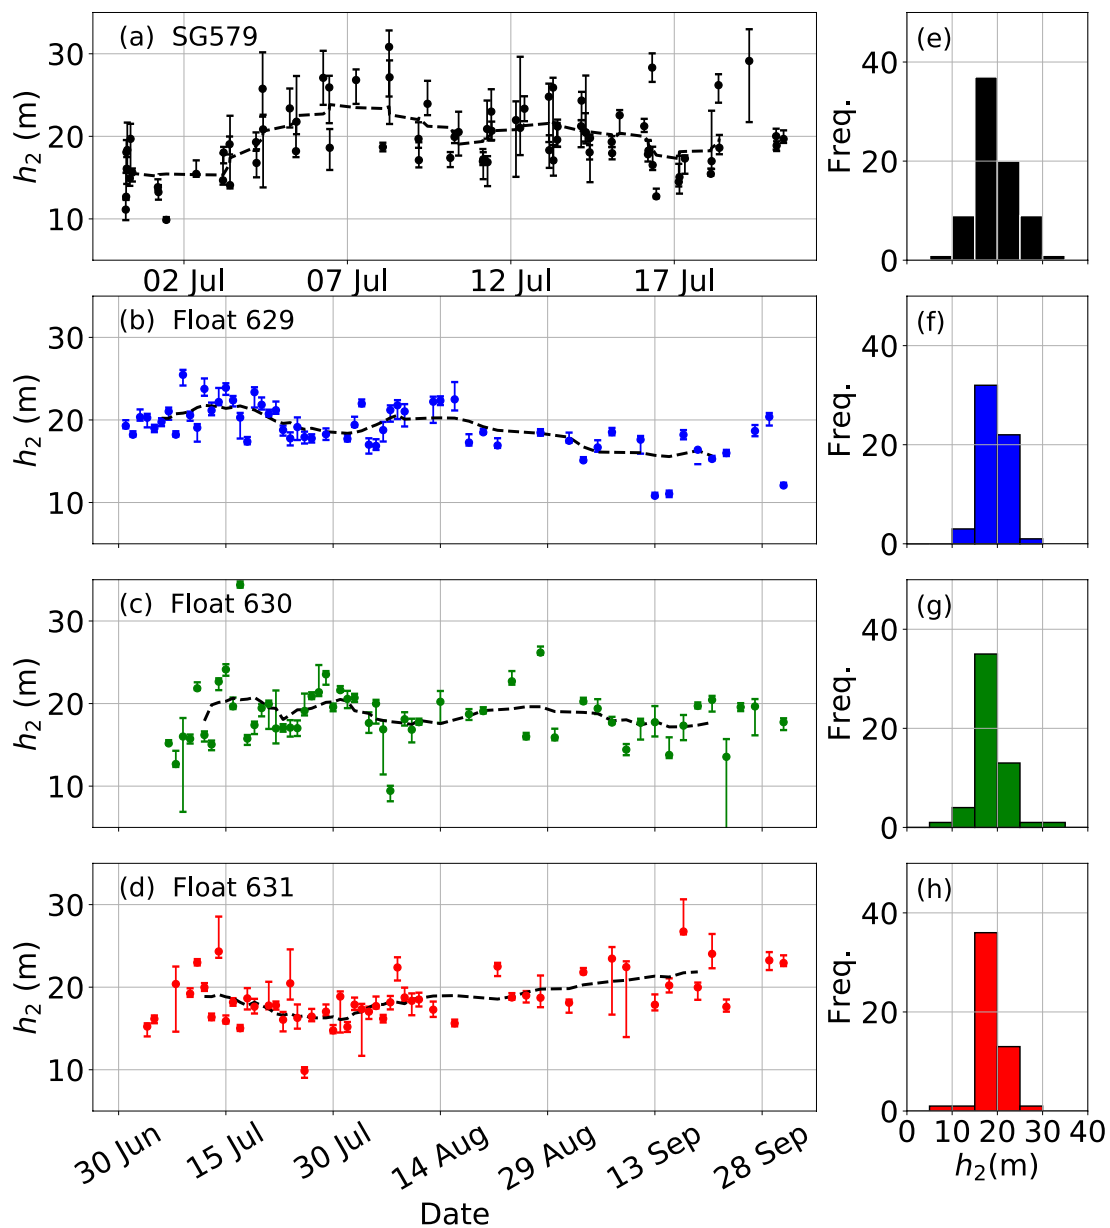 (a) SG579
30
20
10
h2 (m)
02 Jul 07 Jul 12 Jul 17 Jul
(e)
40
20
0
Freq.
(b) Float 629
30
20
10
h2 (m)
(f)
40
20
0
Freq.
(c) Float 630
30
20
10
h2 (m)
(g)
40
20
0
Freq.
(d) Float 631
30
20
10
h2 (m)
30 Jun 15 Jul 30 Jul 14 Aug 29 Aug 13 Sep 28 Sep
Date
(h)
40
20
0
Freq.
0 10 20 30 40
h2(m)